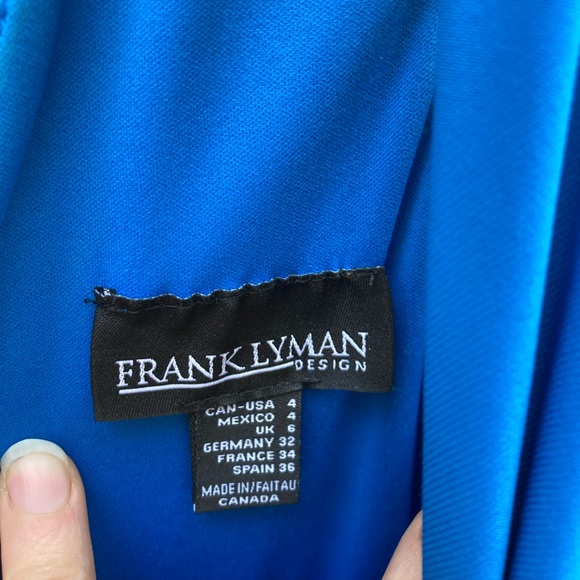 FRANK LYMAN
DESIGN
CAN-USA 4
MEXICO 4
UK 6
GERMANY 32
FRANCE 34
SPAIN 36
MADE IN/FAIT AU
CANADA